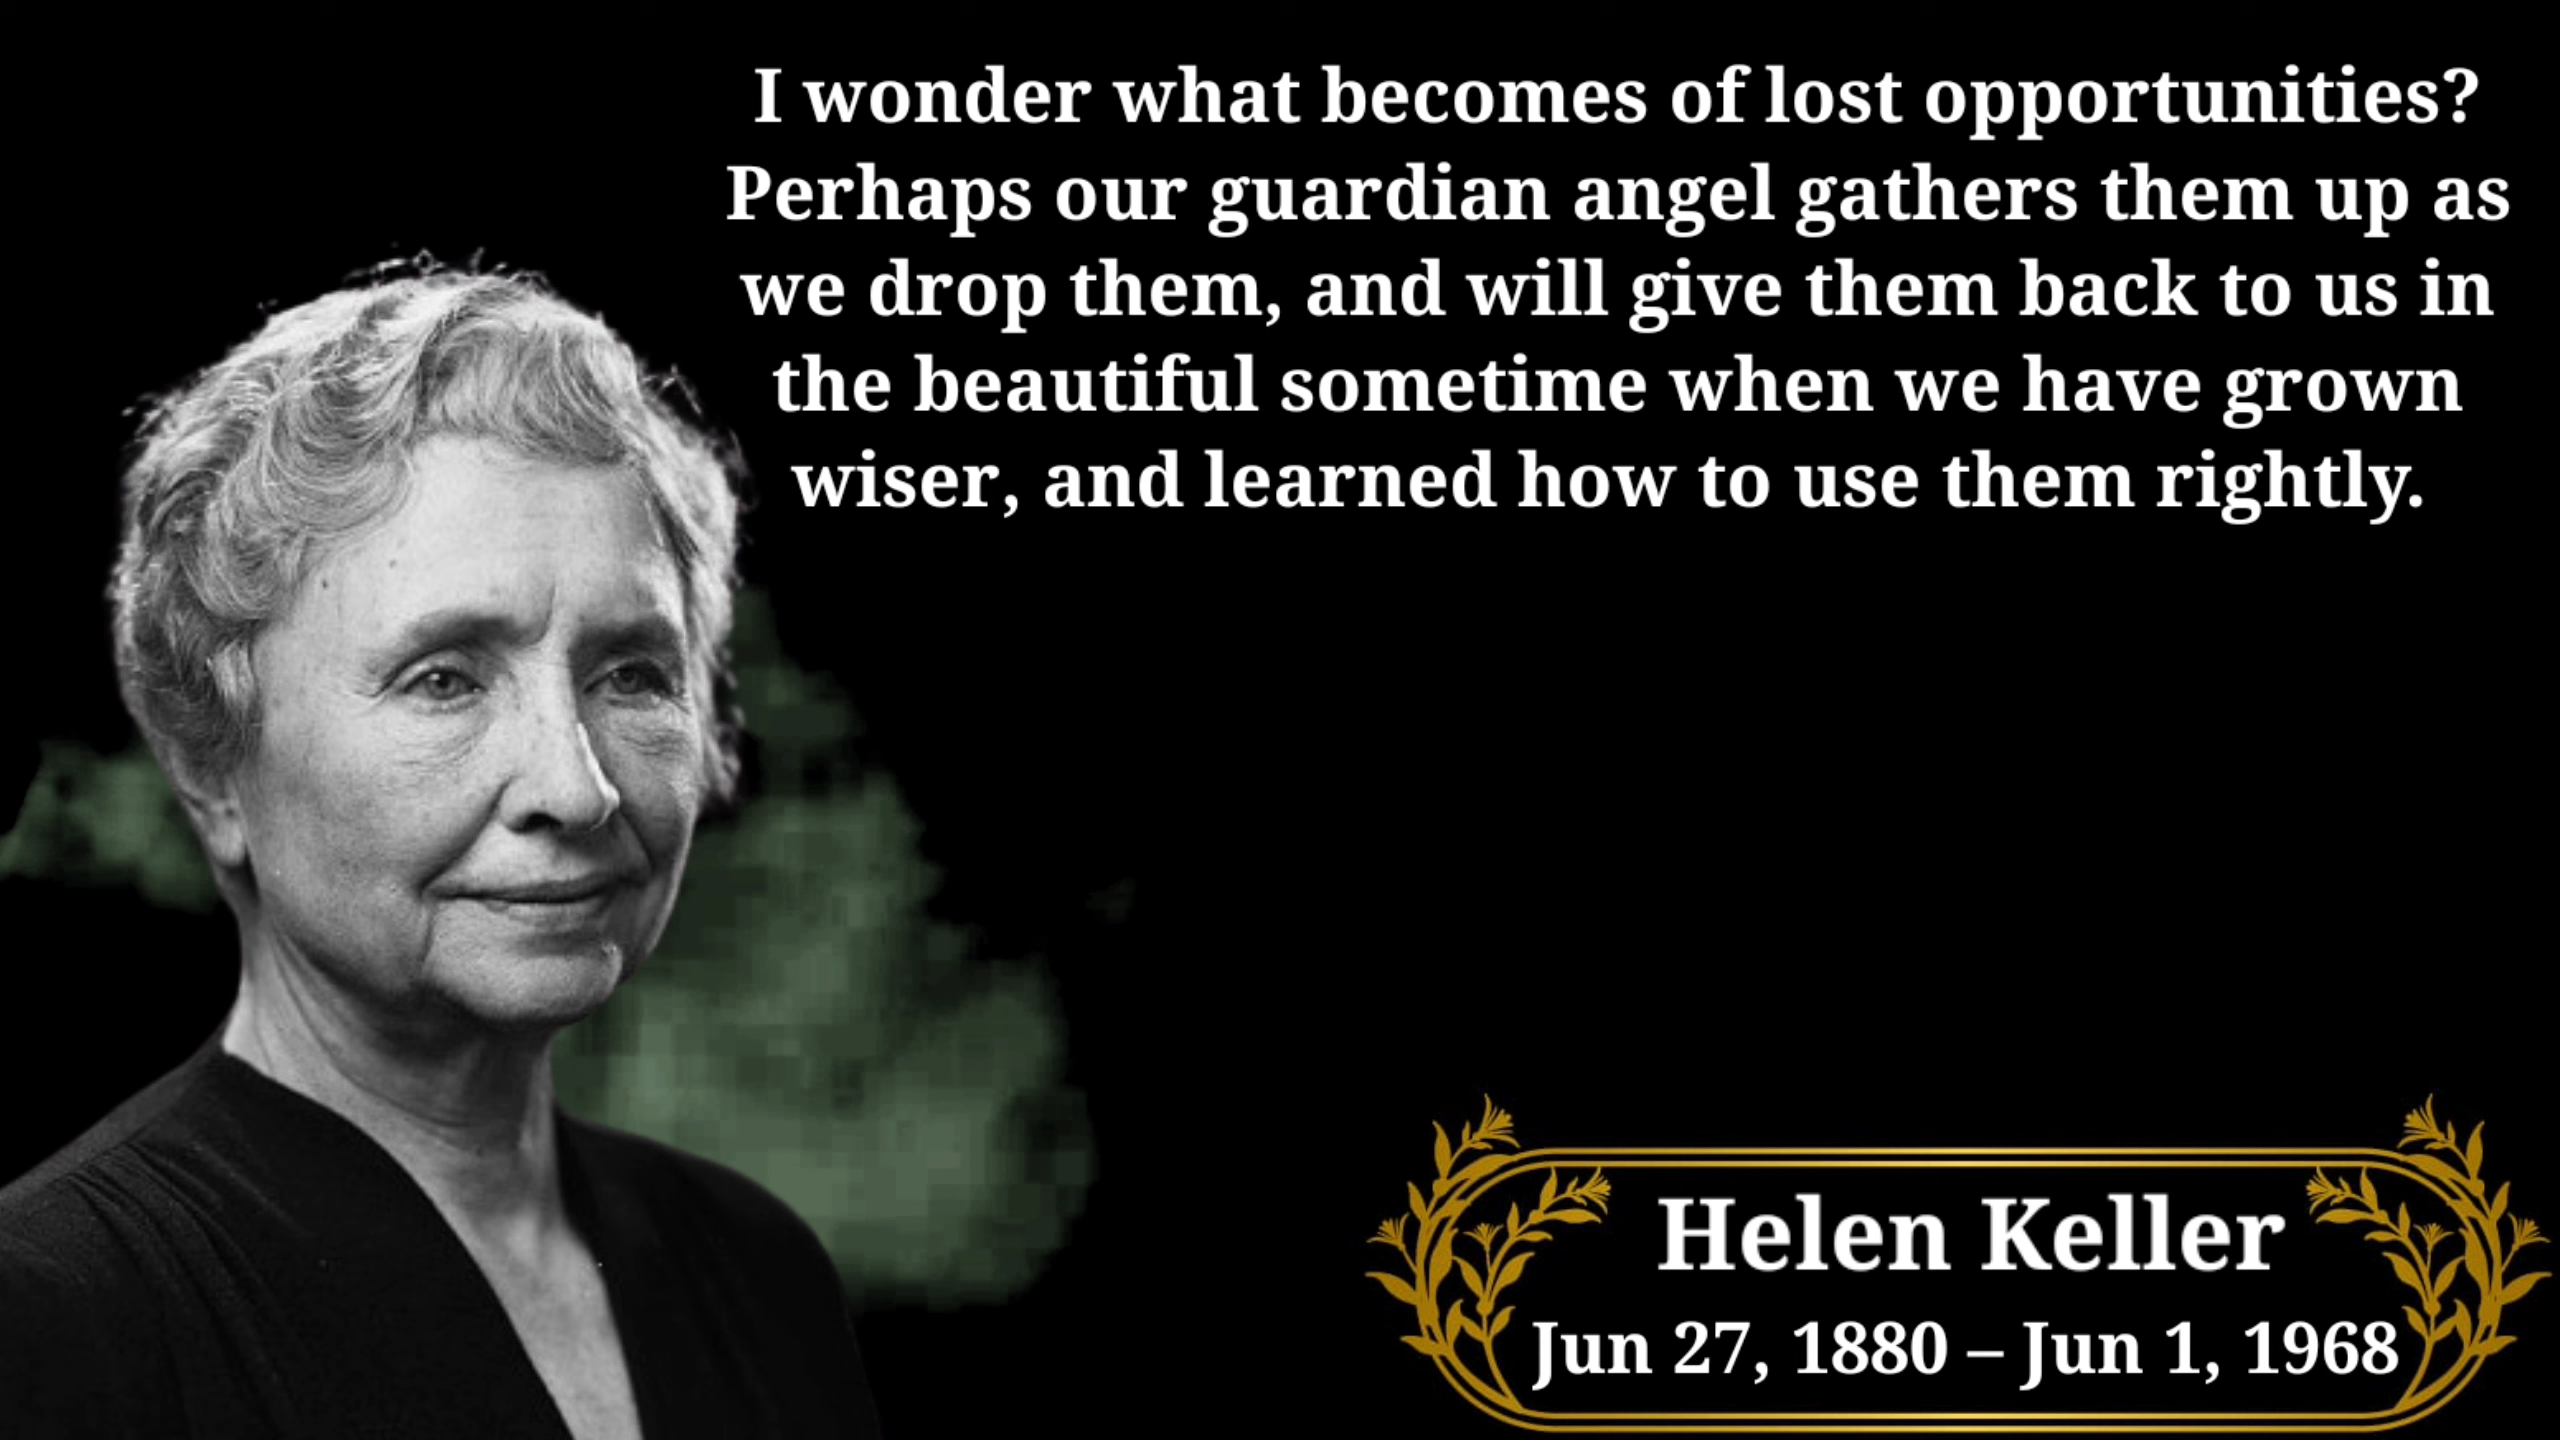 I wonder what becomes of lost opportunities?
Perhaps our guardian angel gathers them up as
we drop them, and will give them back to us in
the beautiful sometime when we have grown
wiser, and learned how to use them rightly.
Helen Keller
Jun 27, 1880 – Jun 1, 1968